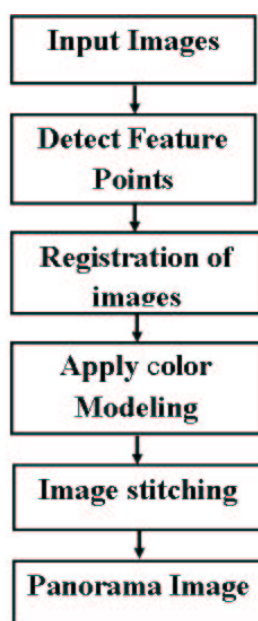 Input Images
Detect Feature
Points
Registration of
images
Apply color
Modeling
Image stitching
Panorama Image